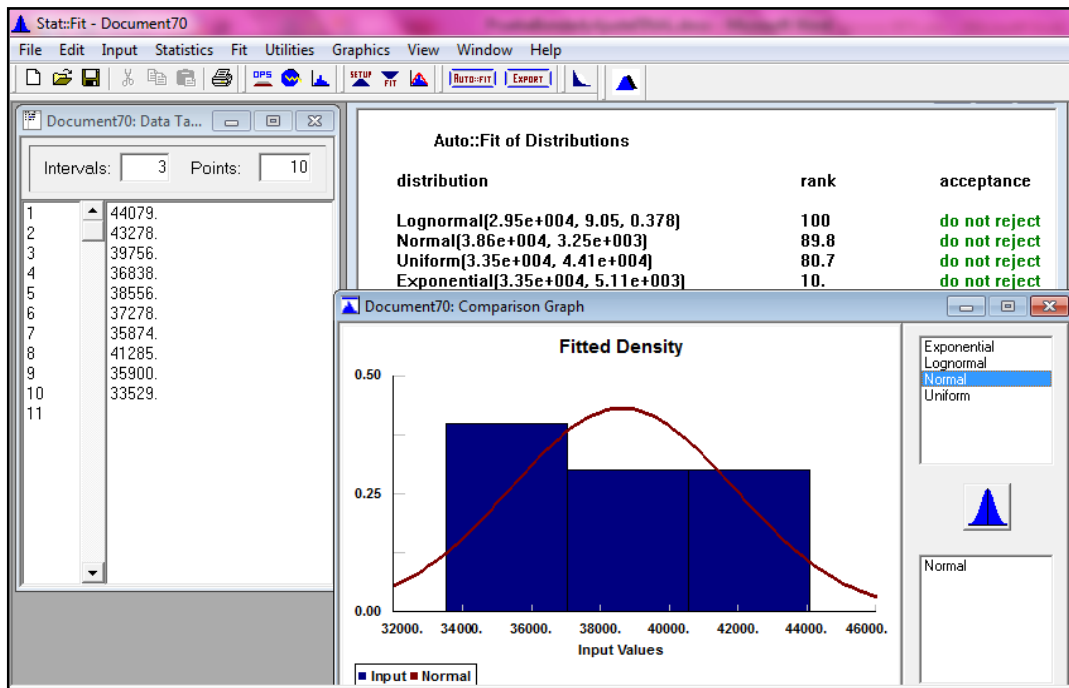 Stat::Fit - Document70
File Edit Input Statistics Fit Utilities Graphics View Window Help
OPS SETUP FIT AUTO::FIT EXPORT
Document70: Data Ta...
Intervals: 3 Points: 10
1 44079.
2 43278.
3 39756.
4 36838.
5 38556.
6 37278.
7 35874.
8 41285.
9 35900.
10 33529.
11
Auto::Fit of Distributions
distribution rank acceptance
Lognormal(2.95e+004, 9.05, 0.378) 100 do not reject
Normal(3.86e+004, 3.25e+003) 89.8 do not reject
Uniform(3.35e+004, 4.41e+004) 80.7 do not reject
Exponential(3.35e+004, 5.11e+003) 10. do not reject
Document70: Comparison Graph
Fitted Density
0.50
0.25
0.00
32000. 34000. 36000. 38000. 40000. 42000. 44000. 46000.
Input Values
Input Normal
Exponential
Lognormal
Normal
Uniform
Normal